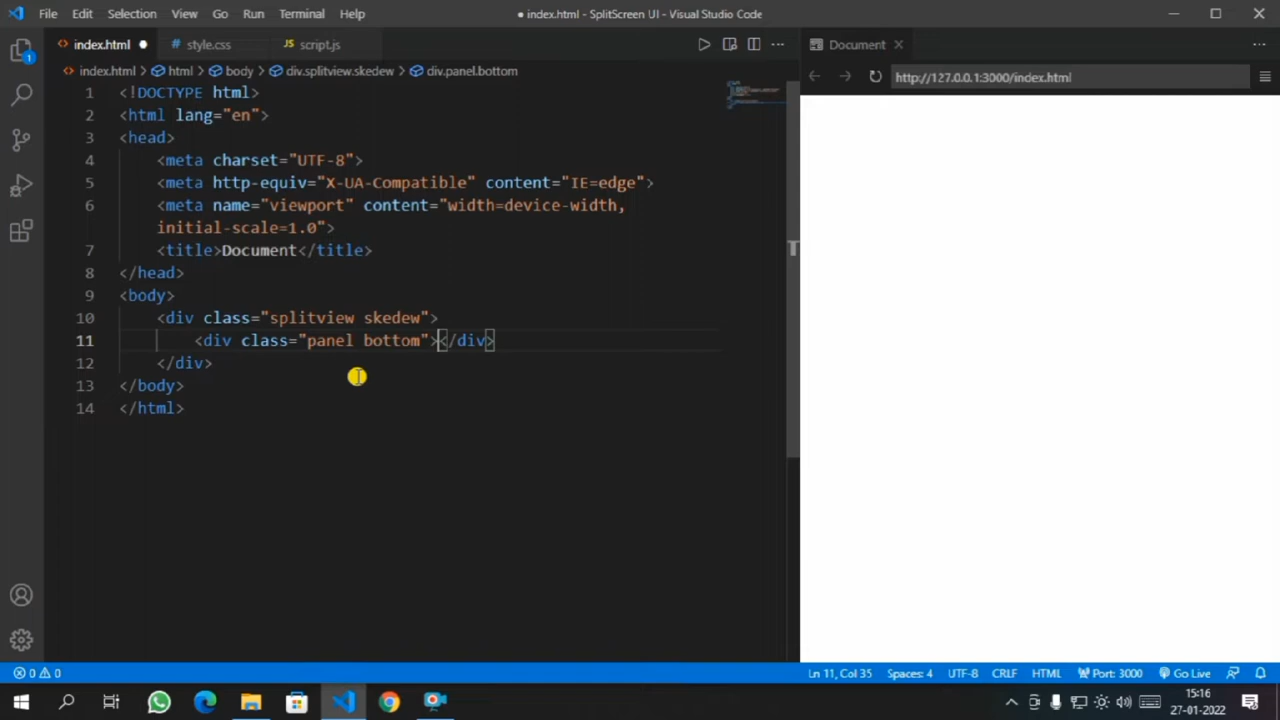 File Edit Selection View Go Run Terminal Help
● index.html - SplitScreen UI - Visual Studio Code
index.html ● style.css JS script.js
Document
index.html > html > body > div.splitview.skedew > div.panel.bottom
http://127.0.0.1:3000/index.html
1 <!DOCTYPE html>
2 <html lang="en">
3 <head>
4 <meta charset="UTF-8">
5 <meta http-equiv="X-UA-Compatible" content="IE=edge">
6 <meta name="viewport" content="width=device-width,
initial-scale=1.0">
7 <title>Document</title>
8 </head>
9 <body>
10 <div class="splitview skedew">
11 <div class="panel bottom"></div>
12 </div>
13 </body>
14 </html>
1
0 0
Ln 11, Col 35 Spaces: 4 UTF-8 CRLF HTML Port: 3000 Go Live
15:16
27-01-2022